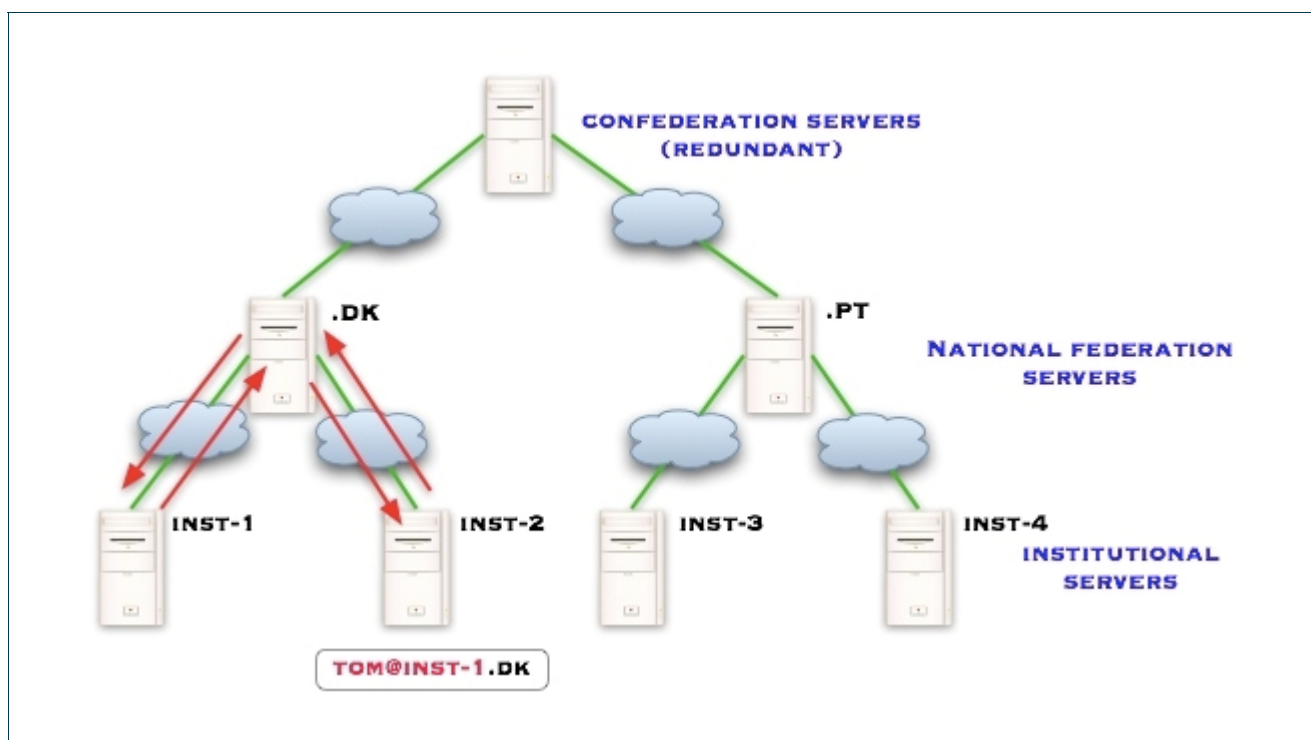 CONFEDERATION SERVERS
(REDUNDANT)
.DK
.PT
NATIONAL FEDERATION
SERVERS
INST-1
INST-2
INST-3
INST-4
INSTITUTIONAL
SERVERS
TOM@INST-1.DK